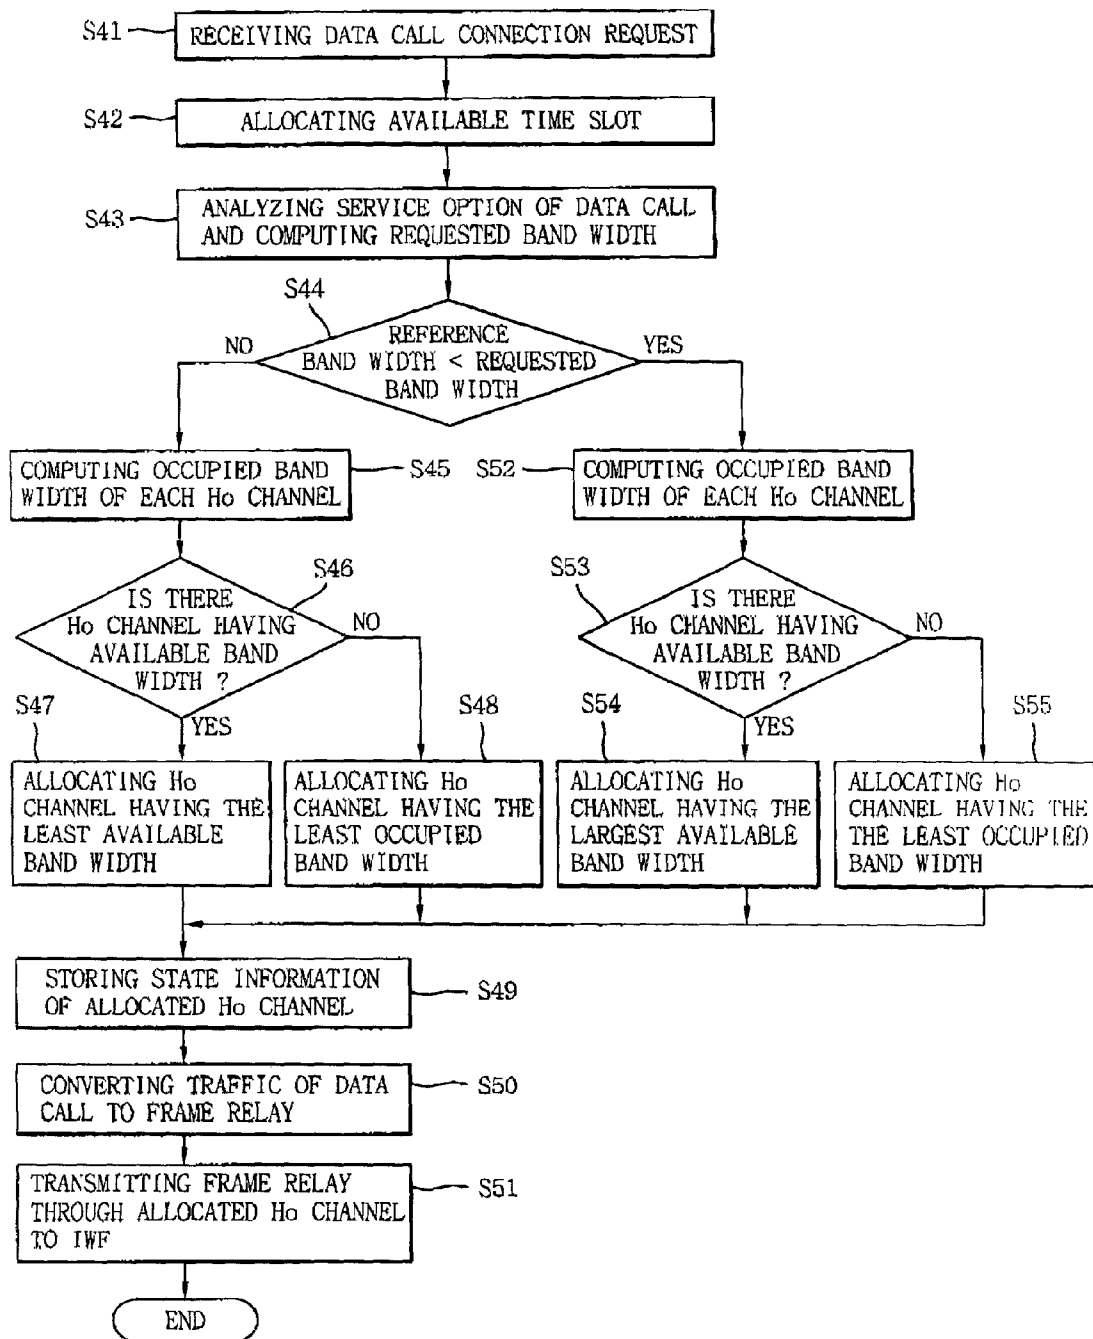 S41
RECEIVING DATA CALL CONNECTION REQUEST
S42
ALLOCATING AVAILABLE TIME SLOT
S43
ANALYZING SERVICE OPTION OF DATA CALL
AND COMPUTING REQUESTED BAND WIDTH
S44
REFERENCE
BAND WIDTH < REQUESTED
BAND WIDTH
NO
YES
COMPUTING OCCUPIED BAND
WIDTH OF EACH Ho CHANNEL
S45
S52
COMPUTING OCCUPIED BAND
WIDTH OF EACH Ho CHANNEL
S46
IS THERE
Ho CHANNEL HAVING
AVAILABLE BAND
WIDTH ?
NO
YES
S53
IS THERE
Ho CHANNEL HAVING
AVAILABLE BAND
WIDTH ?
NO
YES
S47
ALLOCATING Ho
CHANNEL HAVING THE
LEAST AVAILABLE
BAND WIDTH
S48
ALLOCATING Ho
CHANNEL HAVING THE
LEAST OCCUPIED
BAND WIDTH
S54
ALLOCATING Ho
CHANNEL HAVING THE
LARGEST AVAILABLE
BAND WIDTH
S55
ALLOCATING Ho
CHANNEL HAVING THE
THE LEAST OCCUPIED
BAND WIDTH
STORING STATE INFORMATION
OF ALLOCATED Ho CHANNEL
S49
CONVERTING TRAFFIC OF DATA
CALL TO FRAME RELAY
S50
TRANSMITTING FRAME RELAY
THROUGH ALLOCATED Ho CHANNEL
TO IWF
S51
END